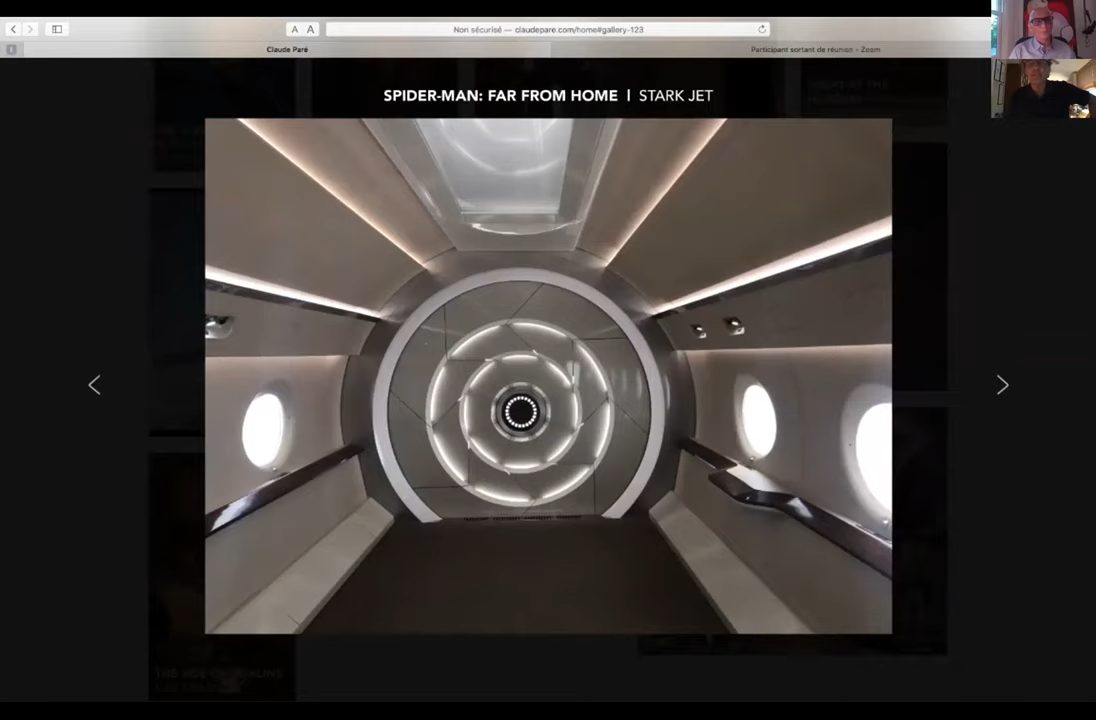 A A
Non sécurisé — claudepare.com/home#gallery-123
Claude Paré
Participant sortant de réunion - Zoom
SPIDER-MAN: FAR FROM HOME | STARK JET